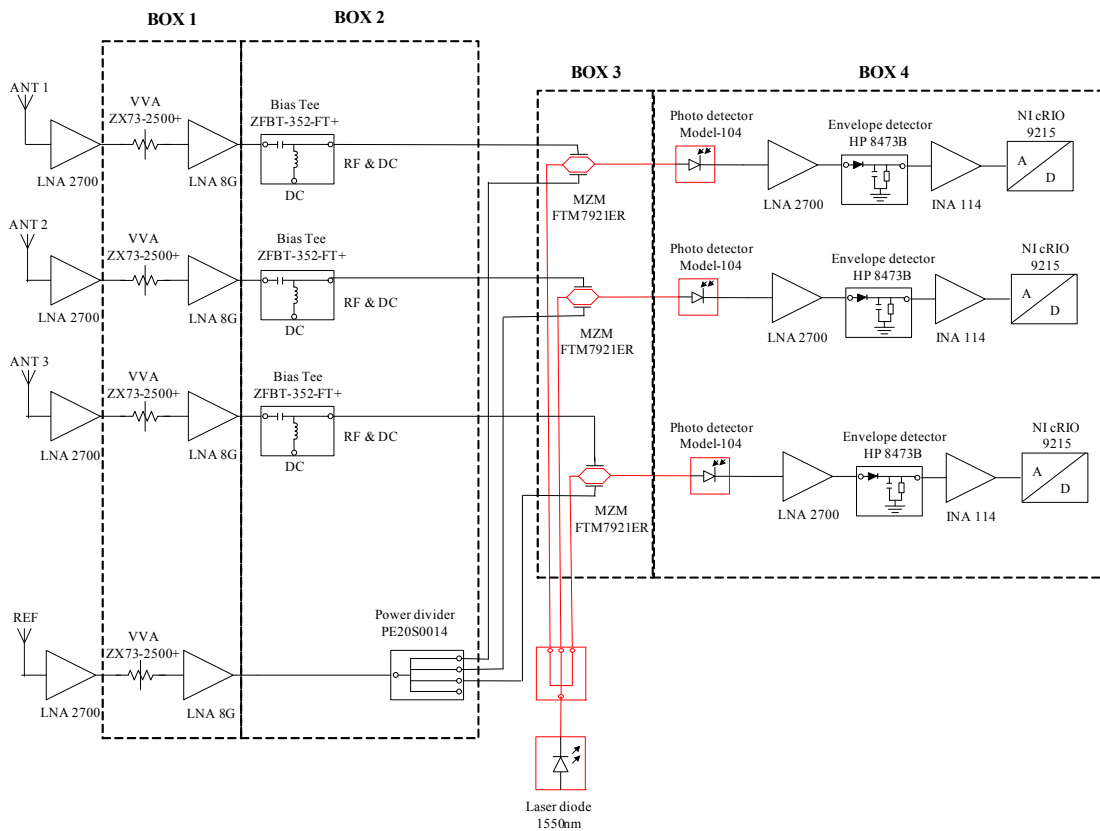 BOX 1
BOX 2
BOX 3
BOX 4
ANT 1
VVA
ZX73-2500+
LNA 2700
LNA 8G
Bias Tee
ZFBT-352-FT+
RF & DC
DC
MZM
FTM7921ER
Photo detector
Model-104
LNA 2700
Envelope detector
HP 8473B
INA 114
NI cRIO
9215
A
D
ANT 2
VVA
ZX73-2500+
LNA 2700
LNA 8G
Bias Tee
ZFBT-352-FT+
RF & DC
DC
MZM
FTM7921ER
Photo detector
Model-104
LNA 2700
Envelope detector
HP 8473B
INA 114
NI cRIO
9215
A
D
ANT 3
VVA
ZX73-2500+
LNA 2700
LNA 8G
Bias Tee
ZFBT-352-FT+
RF & DC
DC
MZM
FTM7921ER
Photo detector
Model-104
LNA 2700
Envelope detector
HP 8473B
INA 114
NI cRIO
9215
A
D
REF
VVA
ZX73-2500+
LNA 2700
LNA 8G
Power divider
PE20S0014
Laser diode
1550nm